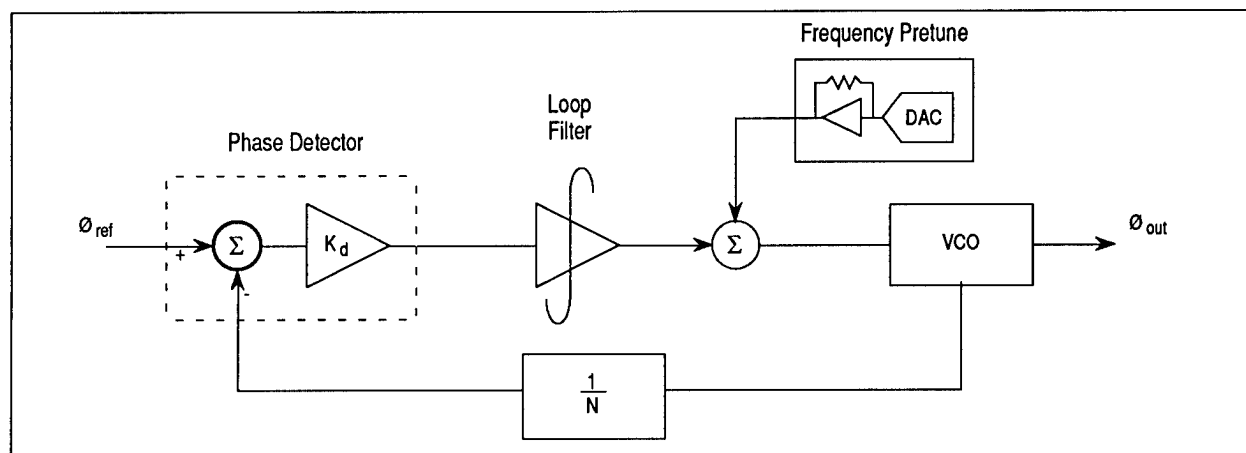 Frequency Pretune
DAC
Loop
Filter
Phase Detector
Ø ref
+
Σ
K d
-
Σ
VCO
Ø out
1
N